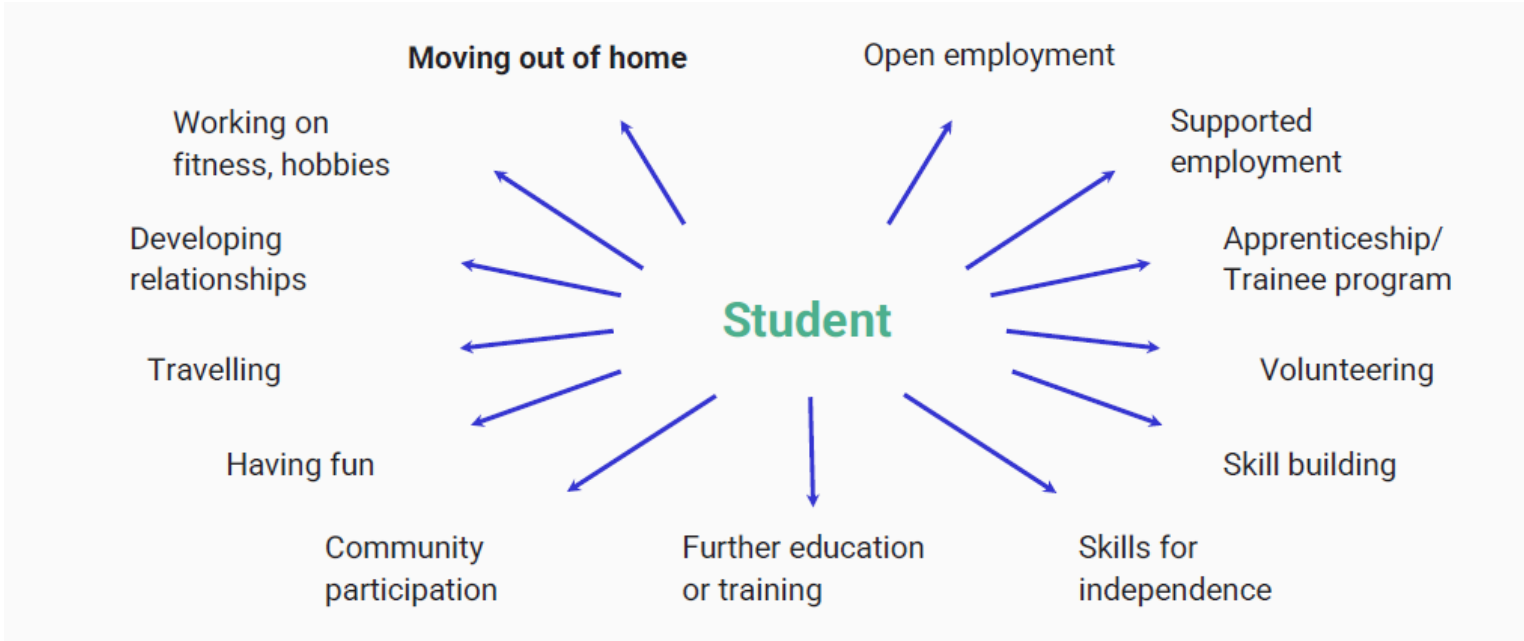 Moving out of home
Open employment
Working on
fitness, hobbies
Supported
employment
Developing
relationships
Apprenticeship/
Trainee program
Student
Travelling
Volunteering
Having fun
Skill building
Community
participation
Further education
or training
Skills for
independence